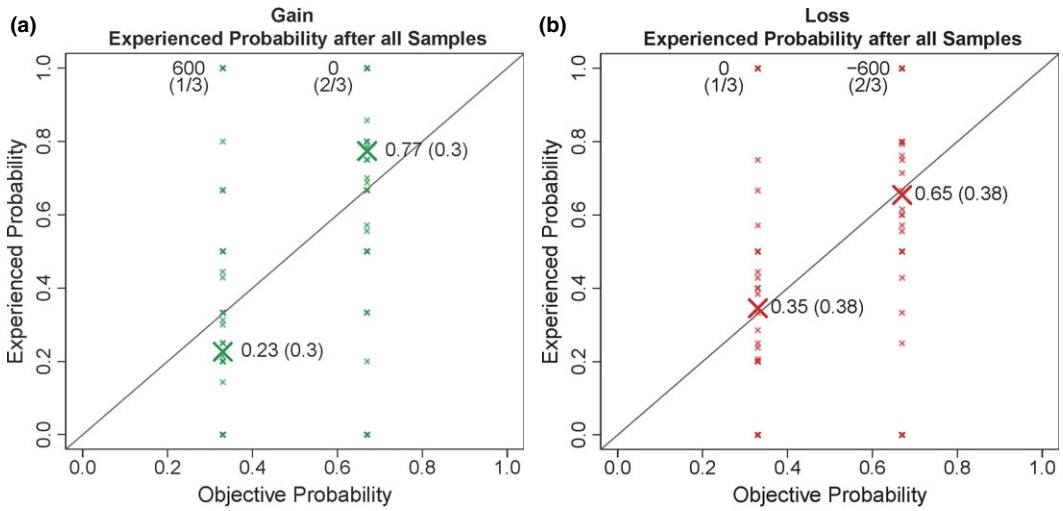 (a)
Gain
Experienced Probability after all Samples
600
(1/3)
0
(2/3)
0.77 (0.3)
0.23 (0.3)
1.0
0.8
0.6
0.4
0.2
0.0
Experienced Probability
0.0 0.2 0.4 0.6 0.8 1.0
Objective Probability
(b)
Loss
Experienced Probability after all Samples
0
(1/3)
−600
(2/3)
0.65 (0.38)
0.35 (0.38)
1.0
0.8
0.6
0.4
0.2
0.0
Experienced Probability
0.0 0.2 0.4 0.6 0.8 1.0
Objective Probability